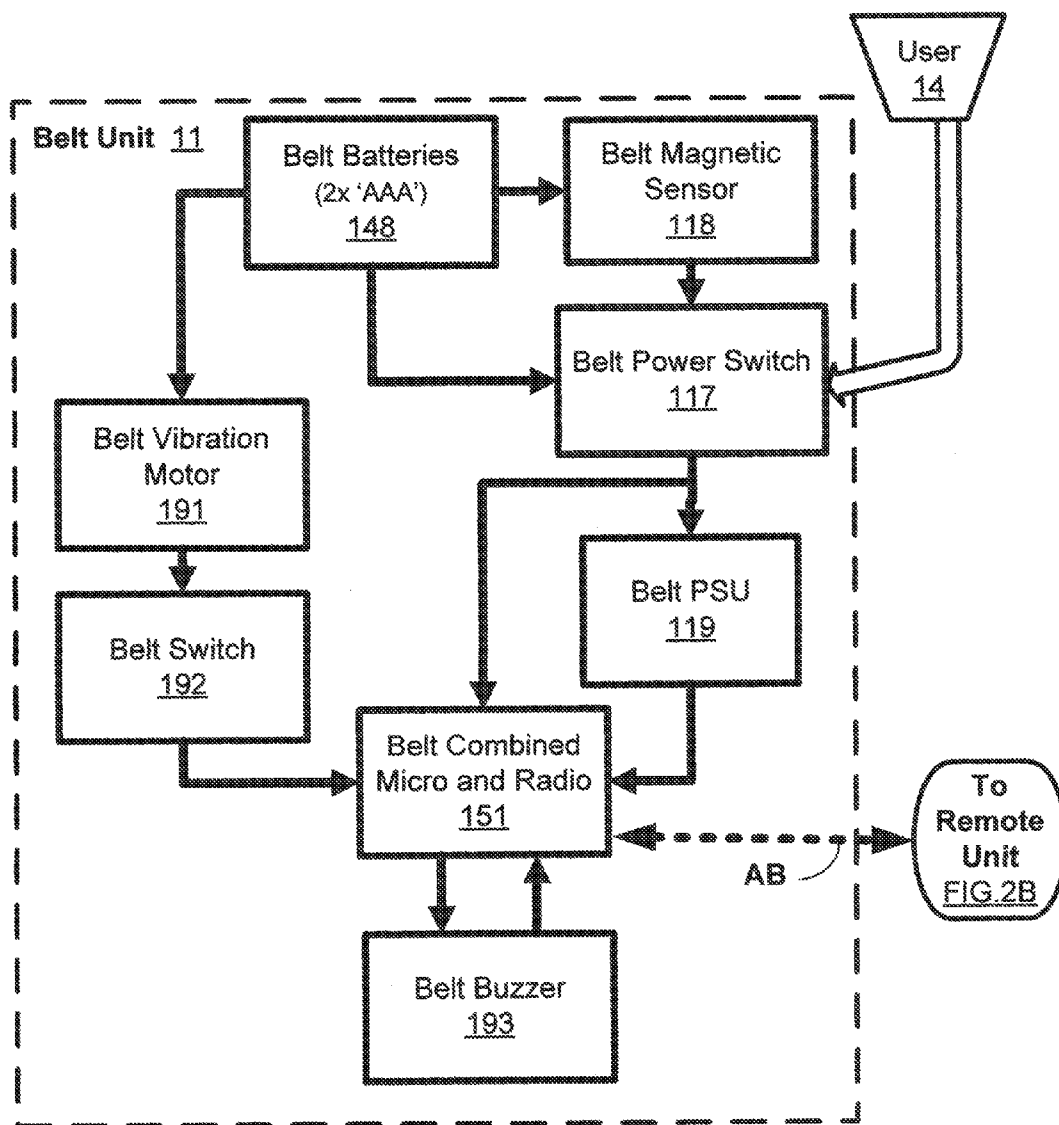 User
14
Belt Unit 11
Belt Batteries
(2x 'AAA')
148
Belt Magnetic
Sensor
118
Belt Power Switch
117
Belt Vibration
Motor
191
Belt PSU
119
Belt Switch
192
Belt Combined
Micro and Radio
151
To
Remote
Unit
FIG.2B
AB
Belt Buzzer
193